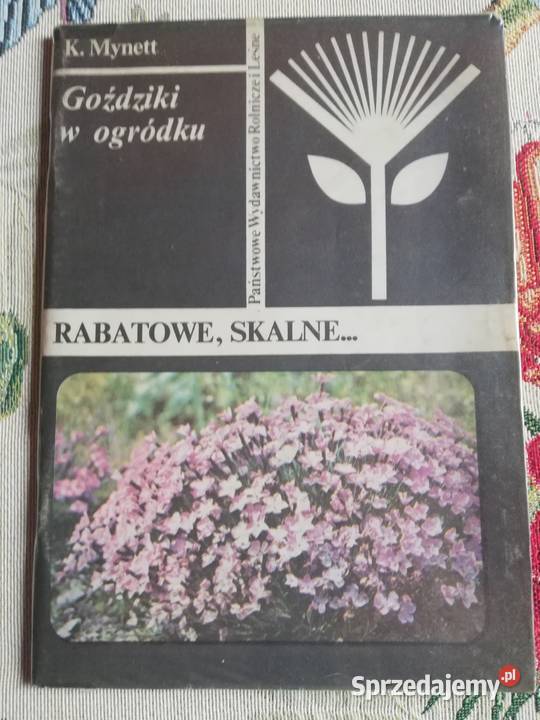 K. Mynett
Goździki
w ogródku
Państwowe Wydawnictwo Rolnicze i Leśne
RABATOWE, SKALNE...
Sprzedajemy.pl